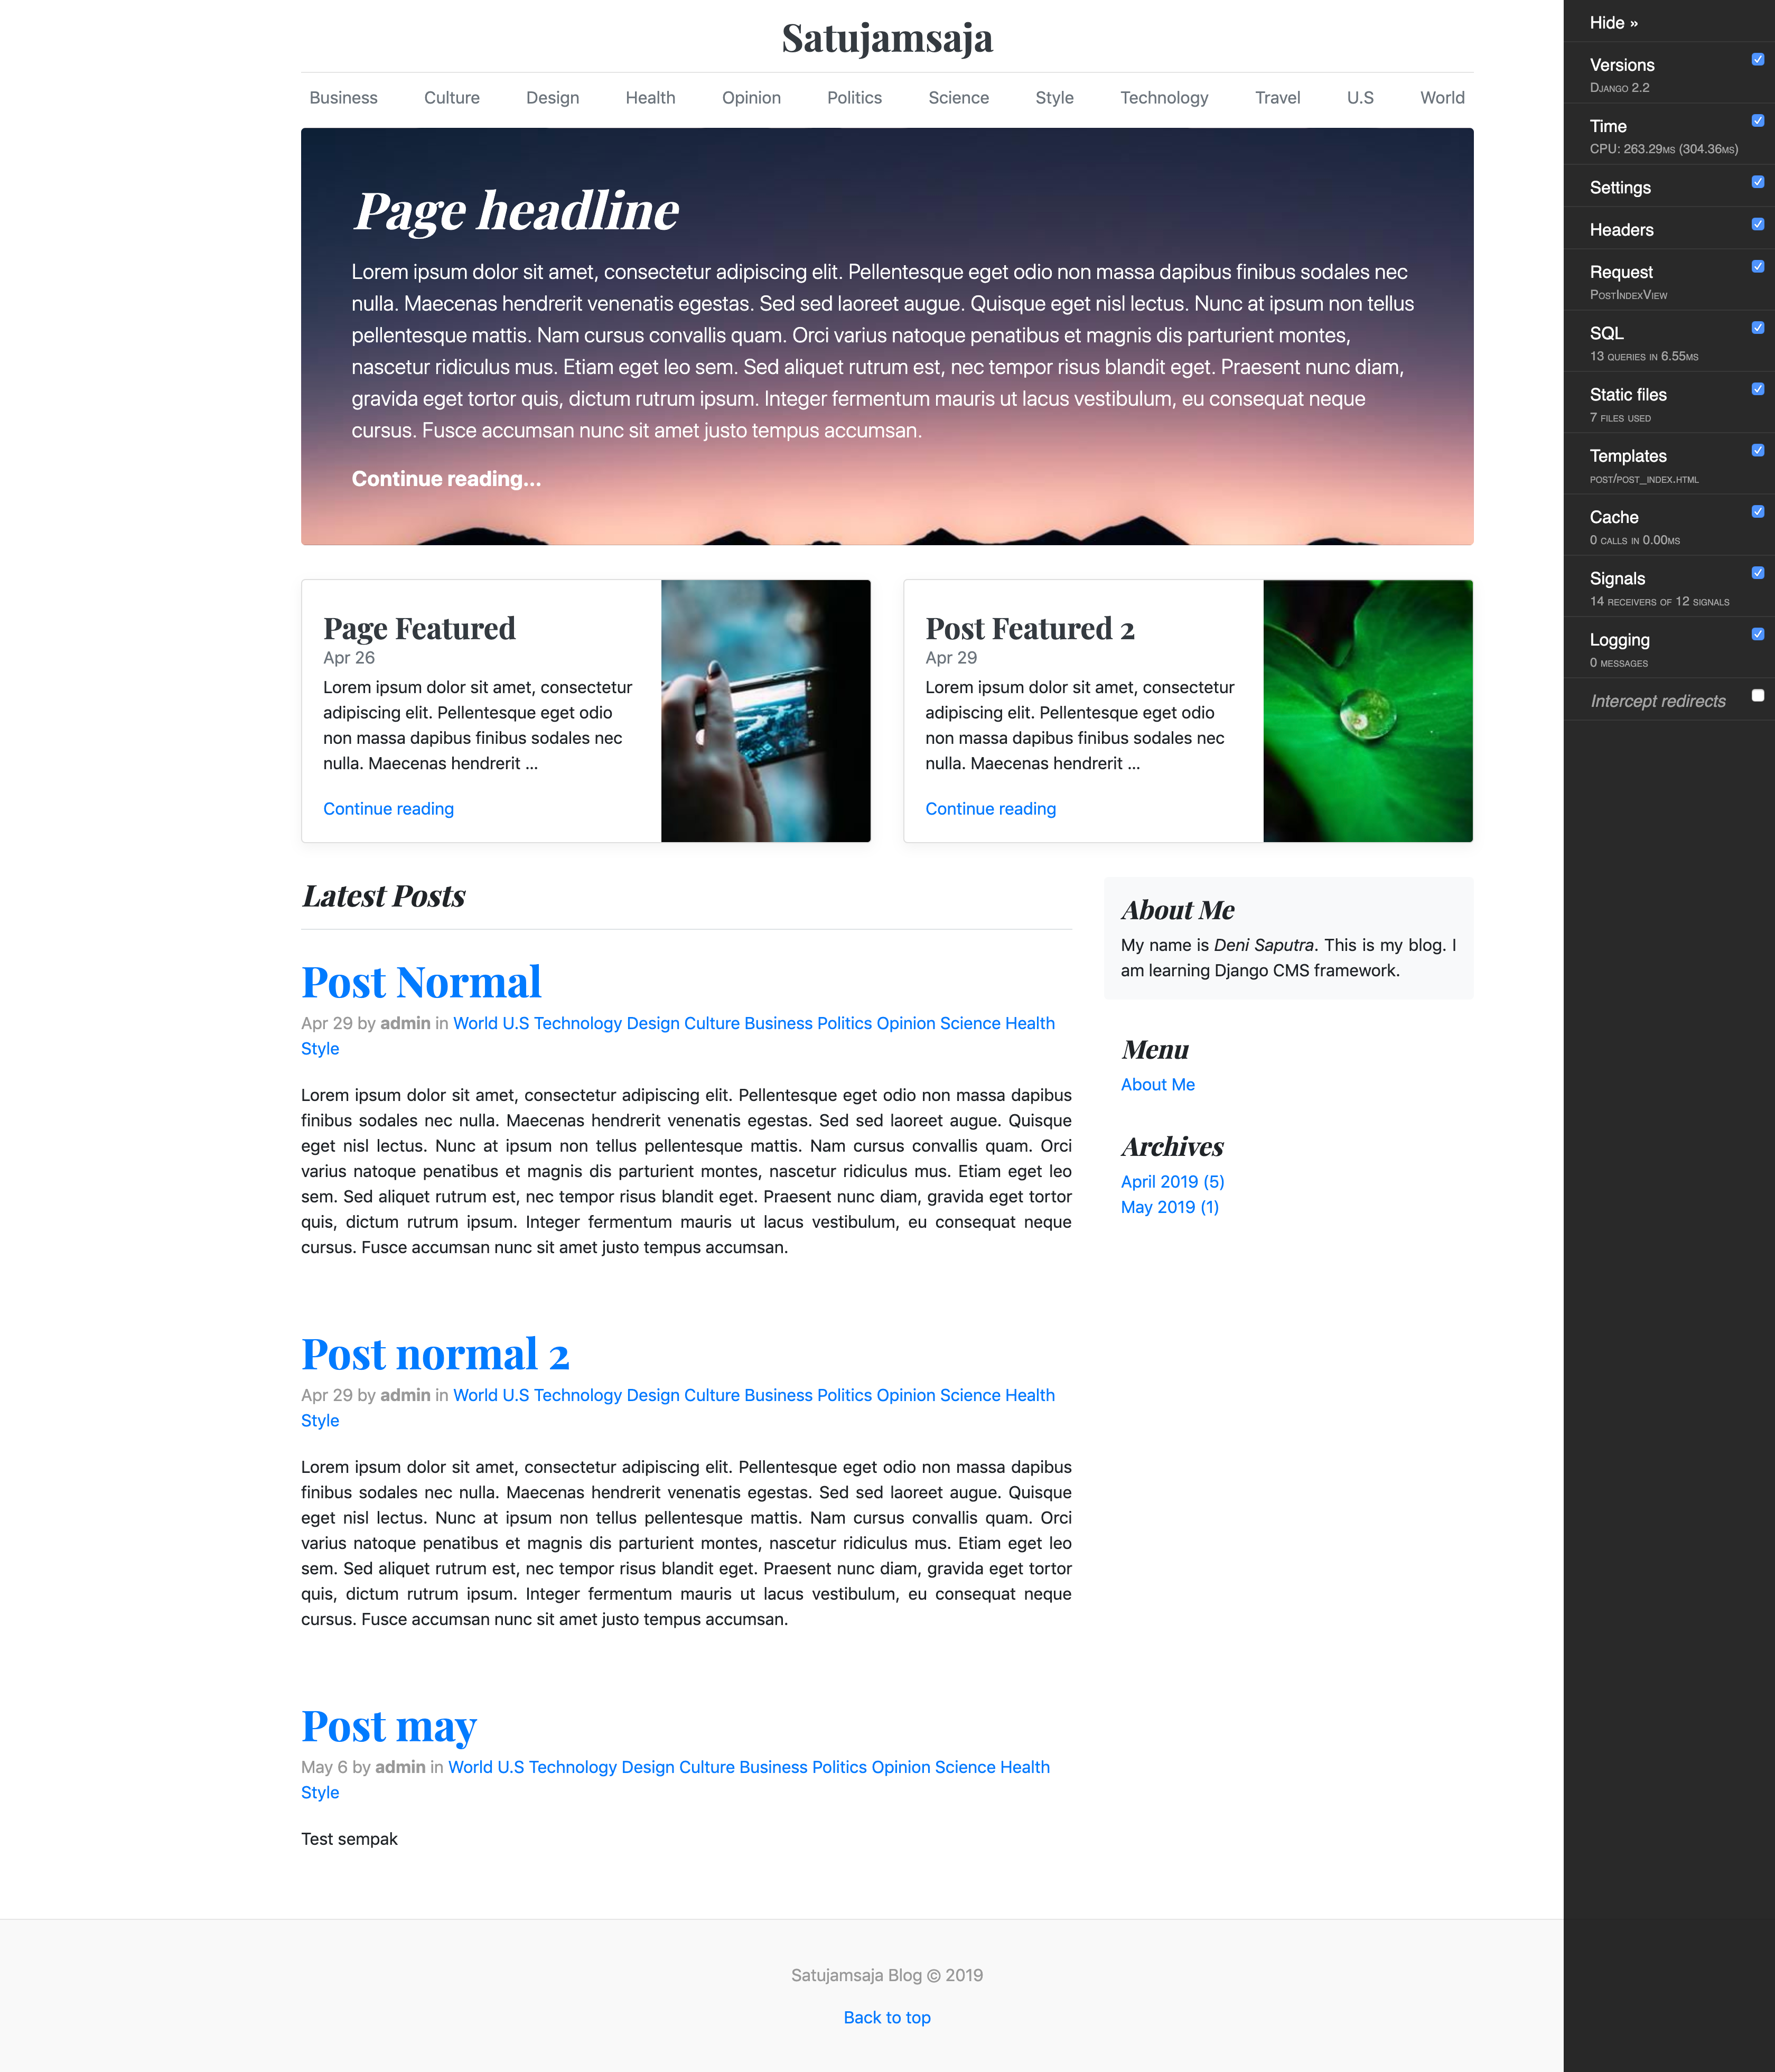 Satujamsaja
Business Culture Design Health Opinion Politics Science Style Technology Travel U.S World
Page headline
Lorem ipsum dolor sit amet, consectetur adipiscing elit. Pellentesque eget odio non massa dapibus finibus sodales nec
nulla. Maecenas hendrerit venenatis egestas. Sed sed laoreet augue. Quisque eget nisl lectus. Nunc at ipsum non tellus
pellentesque mattis. Nam cursus convallis quam. Orci varius natoque penatibus et magnis dis parturient montes,
nascetur ridiculus mus. Etiam eget leo sem. Sed aliquet rutrum est, nec tempor risus blandit eget. Praesent nunc diam,
gravida eget tortor quis, dictum rutrum ipsum. Integer fermentum mauris ut lacus vestibulum, eu consequat neque
cursus. Fusce accumsan nunc sit amet justo tempus accumsan.
Continue reading...
Page Featured
Apr 26
Lorem ipsum dolor sit amet, consectetur
adipiscing elit. Pellentesque eget odio
non massa dapibus finibus sodales nec
nulla. Maecenas hendrerit ...
Continue reading
Post Featured 2
Apr 29
Lorem ipsum dolor sit amet, consectetur
adipiscing elit. Pellentesque eget odio
non massa dapibus finibus sodales nec
nulla. Maecenas hendrerit ...
Continue reading
Latest Posts
Post Normal
Apr 29 by admin in World U.S Technology Design Culture Business Politics Opinion Science Health
Style
Lorem ipsum dolor sit amet, consectetur adipiscing elit. Pellentesque eget odio non massa dapibus
finibus sodales nec nulla. Maecenas hendrerit venenatis egestas. Sed sed laoreet augue. Quisque
eget nisl lectus. Nunc at ipsum non tellus pellentesque mattis. Nam cursus convallis quam. Orci
varius natoque penatibus et magnis dis parturient montes, nascetur ridiculus mus. Etiam eget leo
sem. Sed aliquet rutrum est, nec tempor risus blandit eget. Praesent nunc diam, gravida eget tortor
quis, dictum rutrum ipsum. Integer fermentum mauris ut lacus vestibulum, eu consequat neque
cursus. Fusce accumsan nunc sit amet justo tempus accumsan.
Post normal 2
Apr 29 by admin in World U.S Technology Design Culture Business Politics Opinion Science Health
Style
Lorem ipsum dolor sit amet, consectetur adipiscing elit. Pellentesque eget odio non massa dapibus
finibus sodales nec nulla. Maecenas hendrerit venenatis egestas. Sed sed laoreet augue. Quisque
eget nisl lectus. Nunc at ipsum non tellus pellentesque mattis. Nam cursus convallis quam. Orci
varius natoque penatibus et magnis dis parturient montes, nascetur ridiculus mus. Etiam eget leo
sem. Sed aliquet rutrum est, nec tempor risus blandit eget. Praesent nunc diam, gravida eget tortor
quis, dictum rutrum ipsum. Integer fermentum mauris ut lacus vestibulum, eu consequat neque
cursus. Fusce accumsan nunc sit amet justo tempus accumsan.
Post may
May 6 by admin in World U.S Technology Design Culture Business Politics Opinion Science Health
Style
Test sempak
About Me
My name is Deni Saputra. This is my blog. I
am learning Django CMS framework.
Menu
About Me
Archives
April 2019 (5)
May 2019 (1)
Satujamsaja Blog © 2019
Back to top
Hide »
Versions
Django 2.2
Time
CPU: 263.29ms (304.36ms)
Settings
Headers
Request
PostIndexView
SQL
13 queries in 6.55ms
Static files
7 files used
Templates
post/post_index.html
Cache
0 calls in 0.00ms
Signals
14 receivers of 12 signals
Logging
0 messages
Intercept redirects